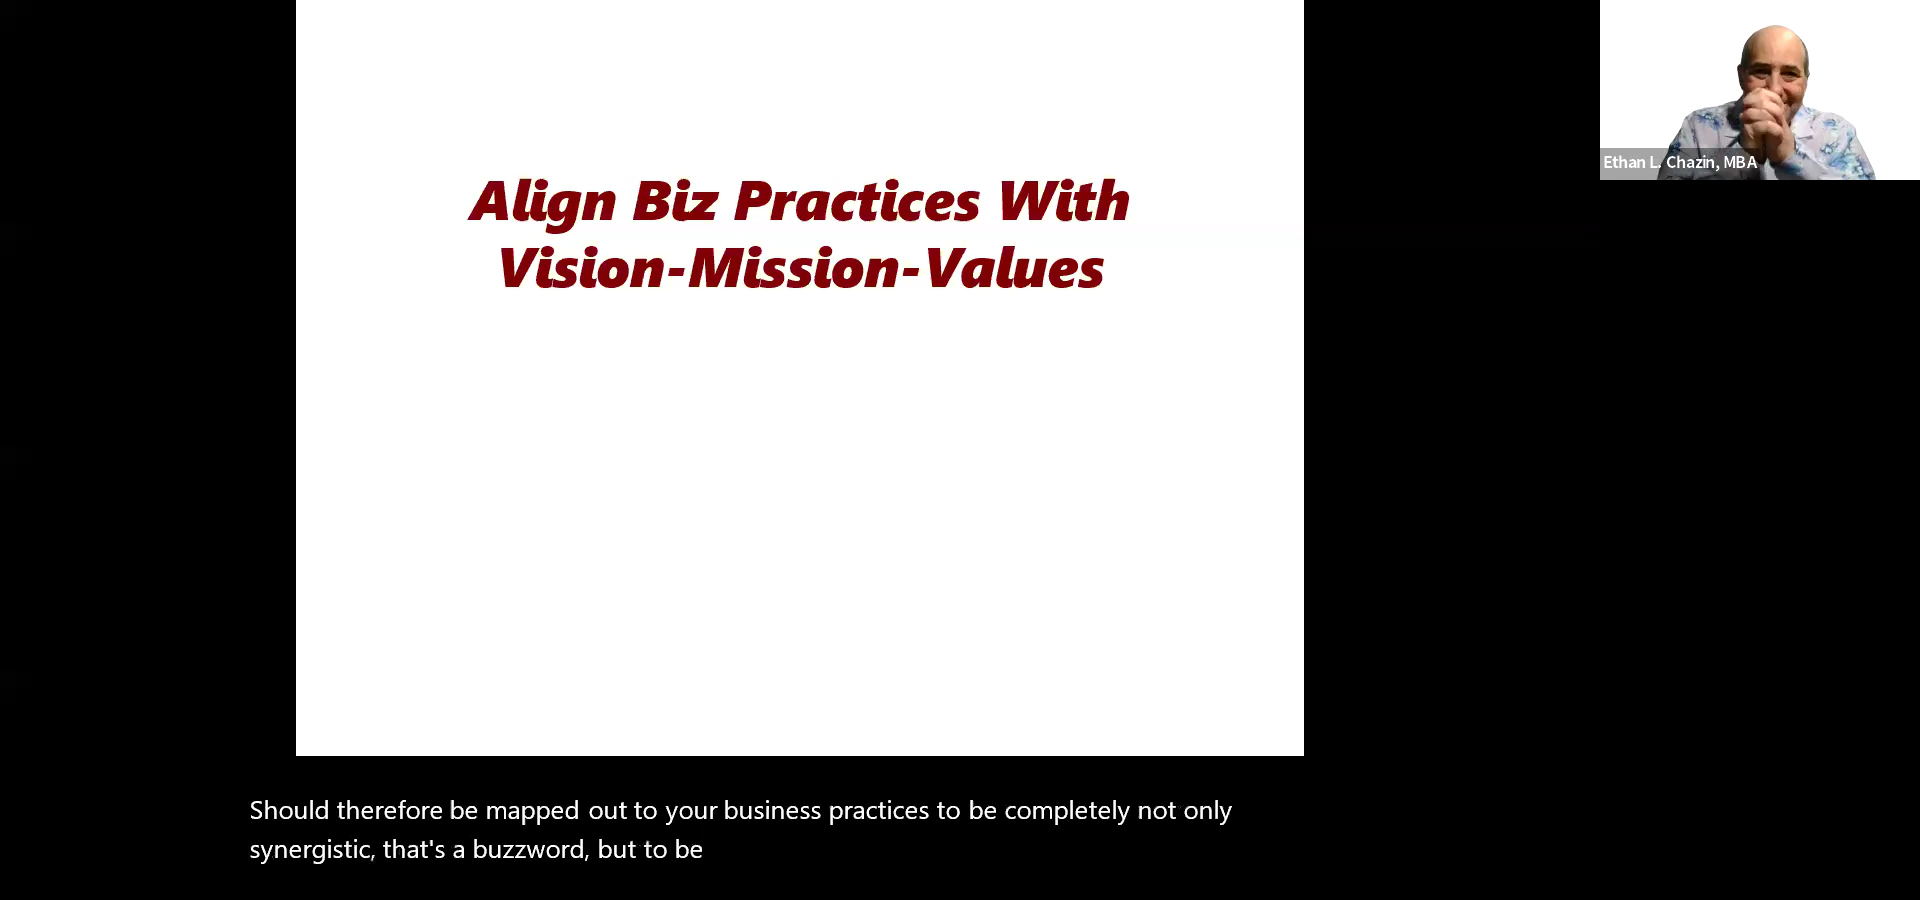 Align Biz Practices With
Vision-Mission-Values
Ethan L. Chazin, MBA
Should therefore be mapped out to your business practices to be completely not only
synergistic, that's a buzzword, but to be